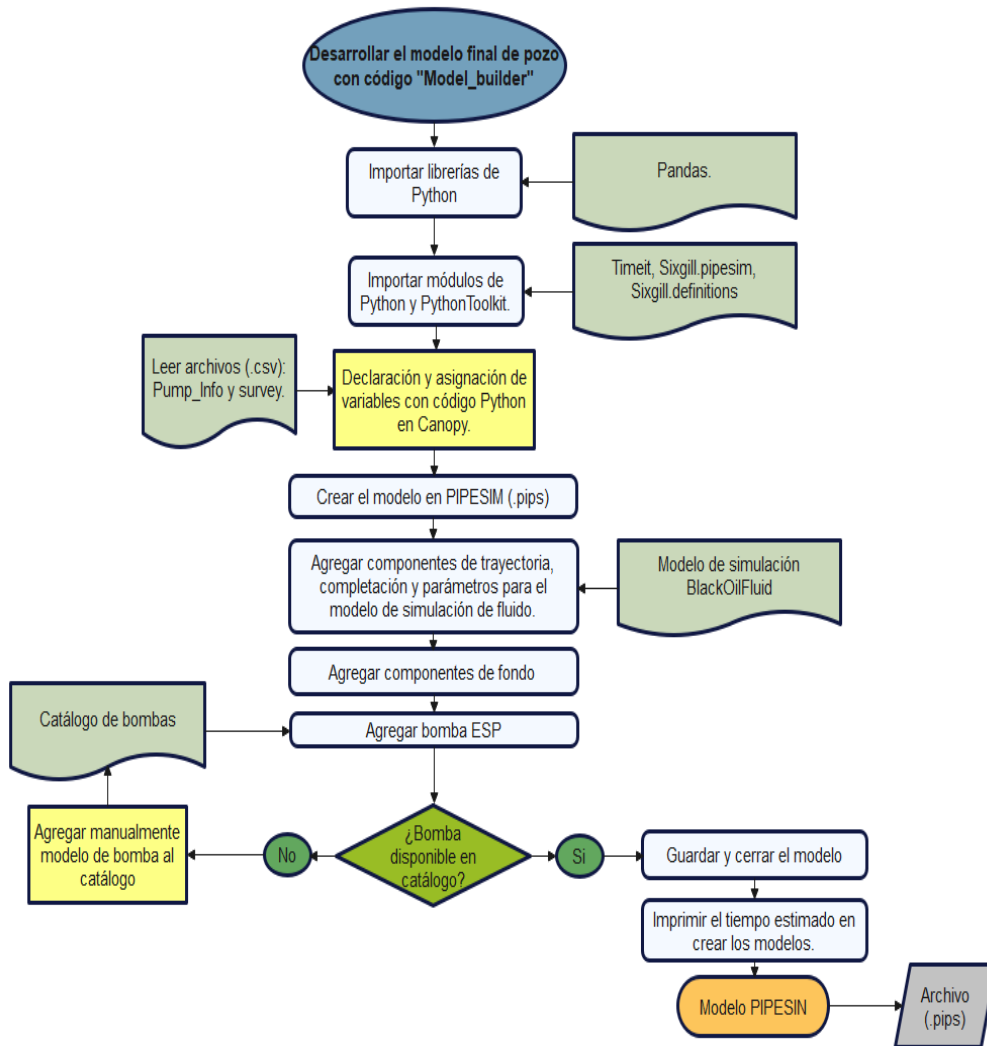 Desarrollar el modelo final de pozo
con código "Model_builder"
Importar librerías de
Python
Pandas.
Importar módulos de
Python y PythonToolkit.
Timeit, Sixgill.pipesim,
Sixgill.definitions
Leer archivos (.csv):
Pump_Info y survey.
Declaración y asignación de
variables con código Python
en Canopy.
Crear el modelo en PIPESIM (.pips)
Agregar componentes de trayectoria,
completación y parámetros para el
modelo de simulación de fluido.
Modelo de simulación
BlackOilFluid
Agregar componentes de fondo
Catálogo de bombas
Agregar bomba ESP
Agregar manualmente
modelo de bomba al
catálogo
No
¿Bomba
disponible en
catálogo?
Si
Guardar y cerrar el modelo
Imprimir el tiempo estimado en
crear los modelos.
Modelo PIPESIN
Archivo
(.pips)